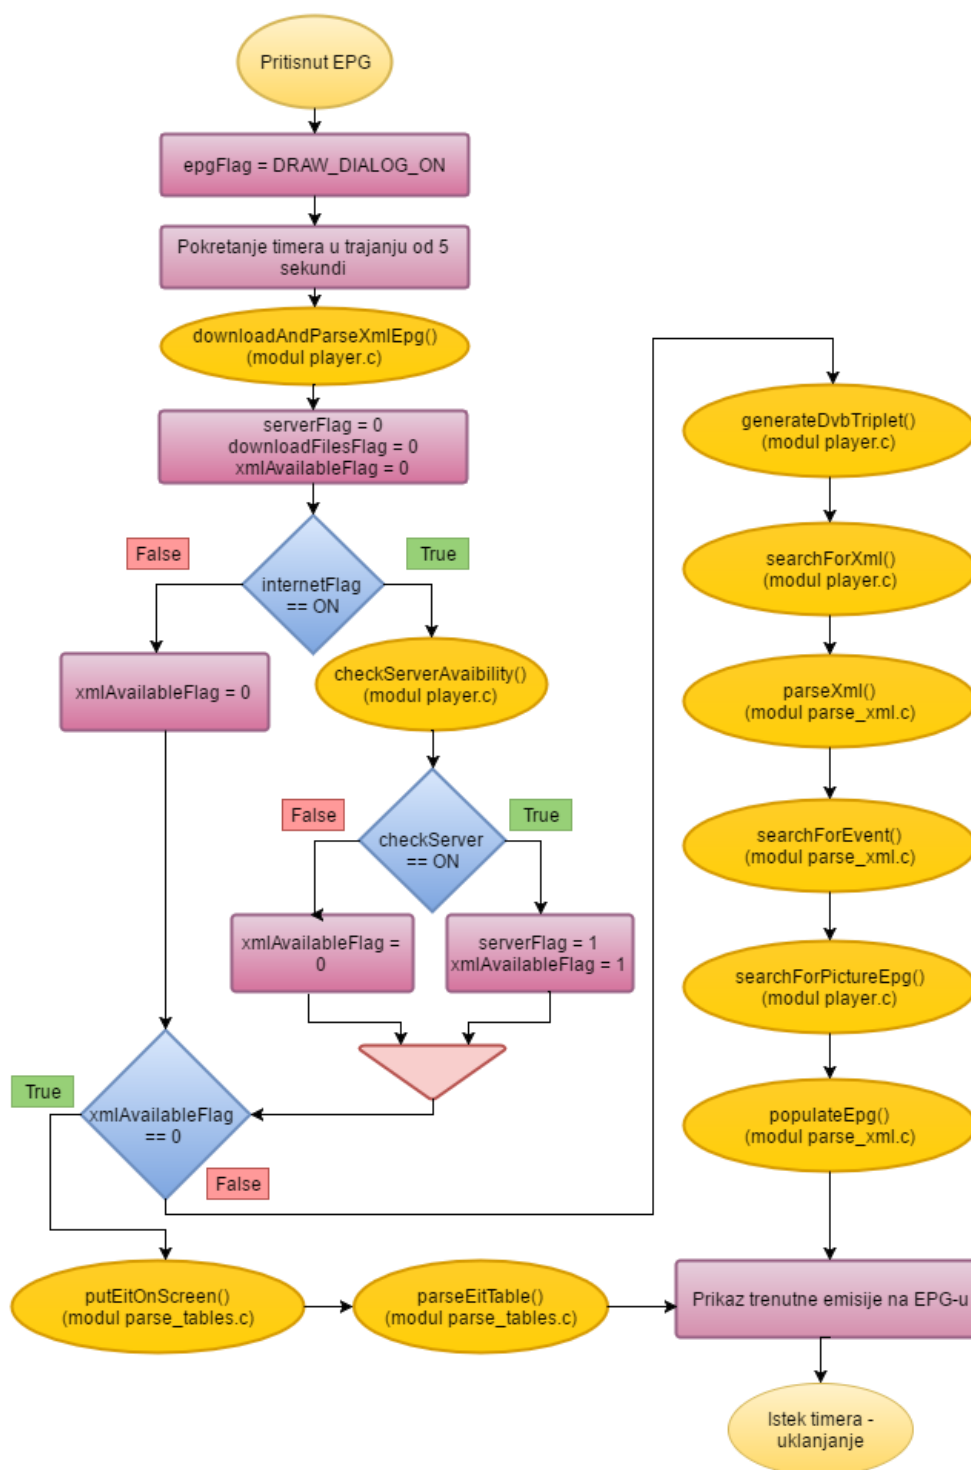 Pritisnut EPG
epgFlag = DRAW_DIALOG_ON
Pokretanje timera u trajanju od 5
sekundi
downloadAndParseXmlEpg()
(modul player.c)
serverFlag = 0
downloadFilesFlag = 0
xmlAvailableFlag = 0
False
True
internetFlag
== ON
xmlAvailableFlag = 0
checkServerAvaibility()
(modul player.c)
False
True
checkServer
== ON
xmlAvailableFlag =
0
serverFlag = 1
xmlAvailableFlag = 1
True
xmlAvailableFlag
== 0
False
putEitOnScreen()
(modul parse_tables.c)
parseEitTable()
(modul parse_tables.c)
generateDvbTriplet()
(modul player.c)
searchForXml()
(modul player.c)
parseXml()
(modul parse_xml.c)
searchForEvent()
(modul parse_xml.c)
searchForPictureEpg()
(modul player.c)
populateEpg()
(modul parse_xml.c)
Prikaz trenutne emisije na EPG-u
Istek timera -
uklanjanje